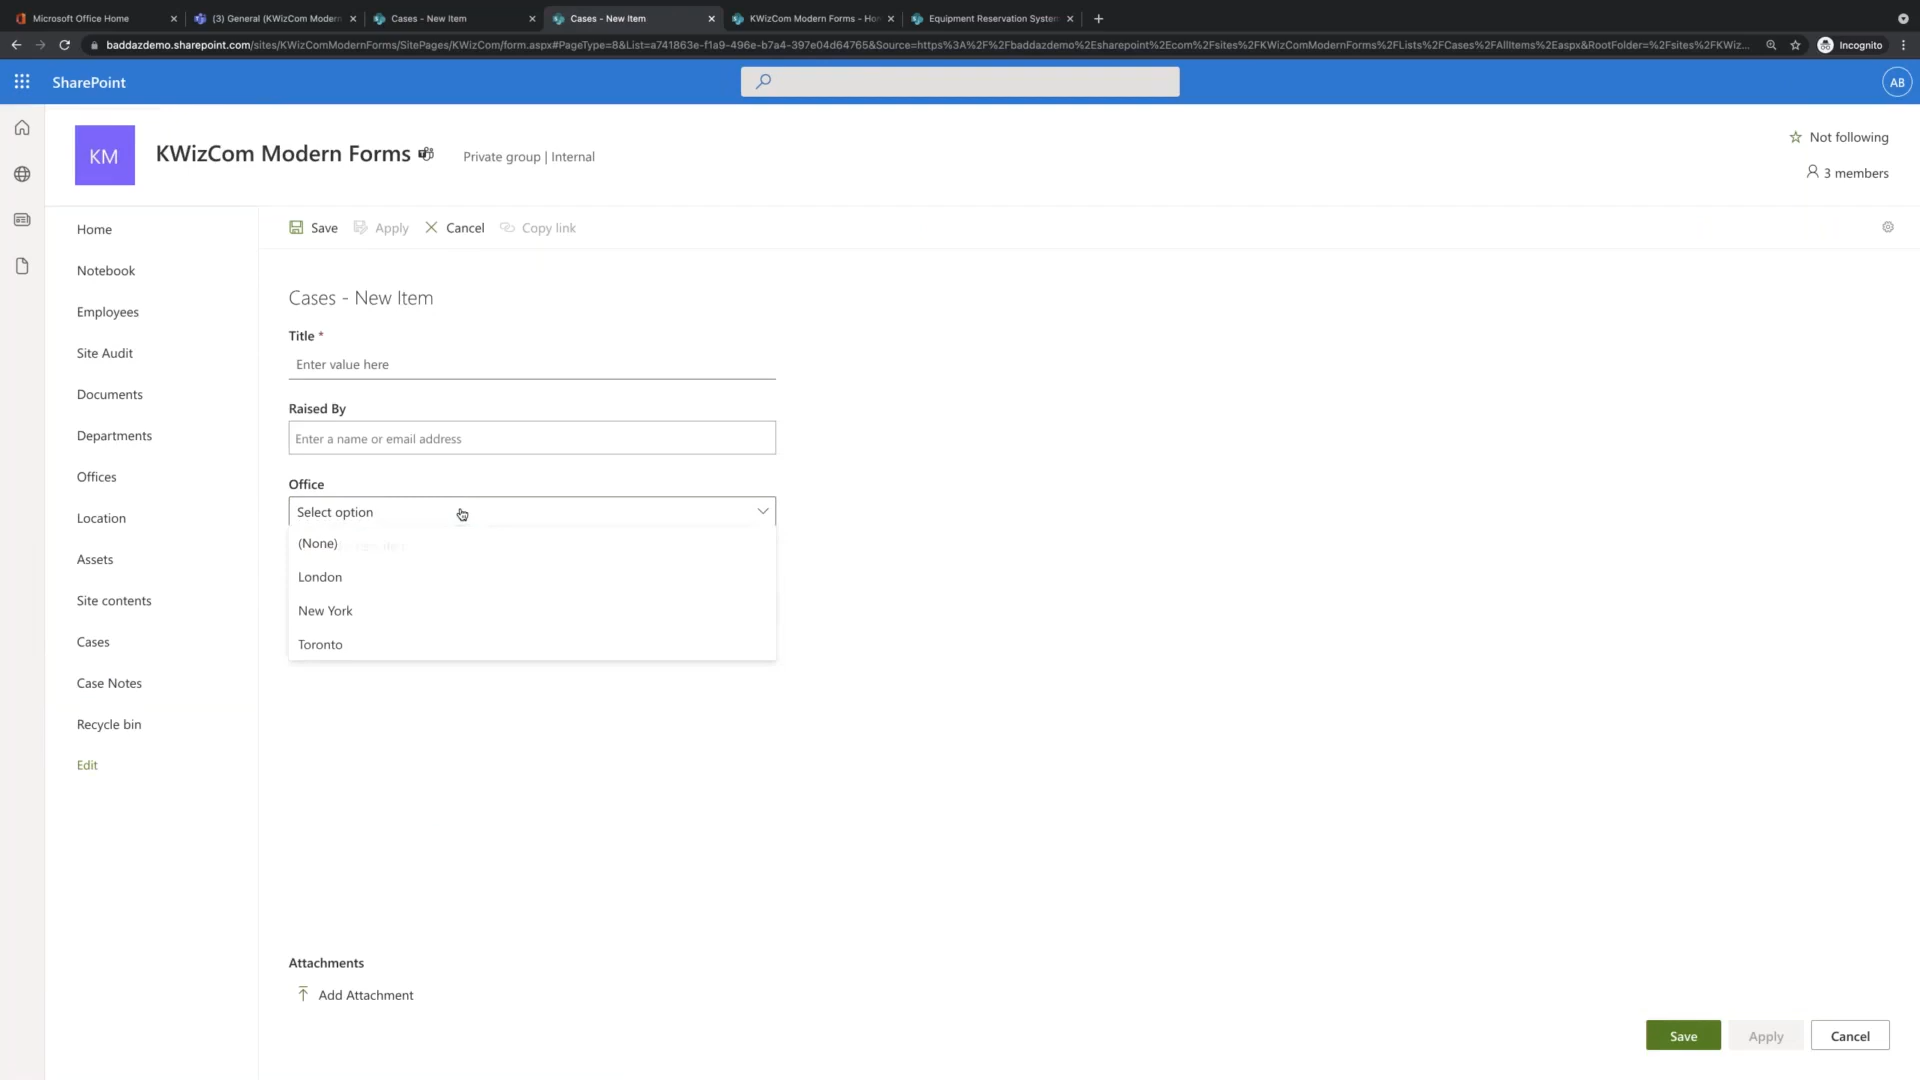 Microsoft Office Home
(3) General (KWizCom Modern
Cases - New Item
Cases - New Item
KWizCom Modern Forms - Hom
Equipment Reservation System
baddazdemo.sharepoint.com/sites/KWizComModernForms/SitePages/KWizCom/form.aspx#PageType=8&List=a741863e-f1a9-496e-b7a4-397e04d64765&Source=https%3A%2F%2Fbaddazdemo%2Esharepoint%2Ecom%2Fsites%2FKWizComModernForms%2FLists%2FCases%2FAllItems%2Easpx&RootFolder=%2Fsites%2FKWiz...
Incognito
SharePoint
AB
KM
KWizCom Modern Forms
Private group | Internal
Not following
3 members
Home
Notebook
Employees
Site Audit
Documents
Departments
Offices
Location
Assets
Site contents
Cases
Case Notes
Recycle bin
Edit
Save
Apply
Cancel
Copy link
Cases - New Item
Title *
Enter value here
Raised By
Enter a name or email address
Office
Select option
(None)
London
New York
Toronto
Attachments
Add Attachment
Save
Apply
Cancel